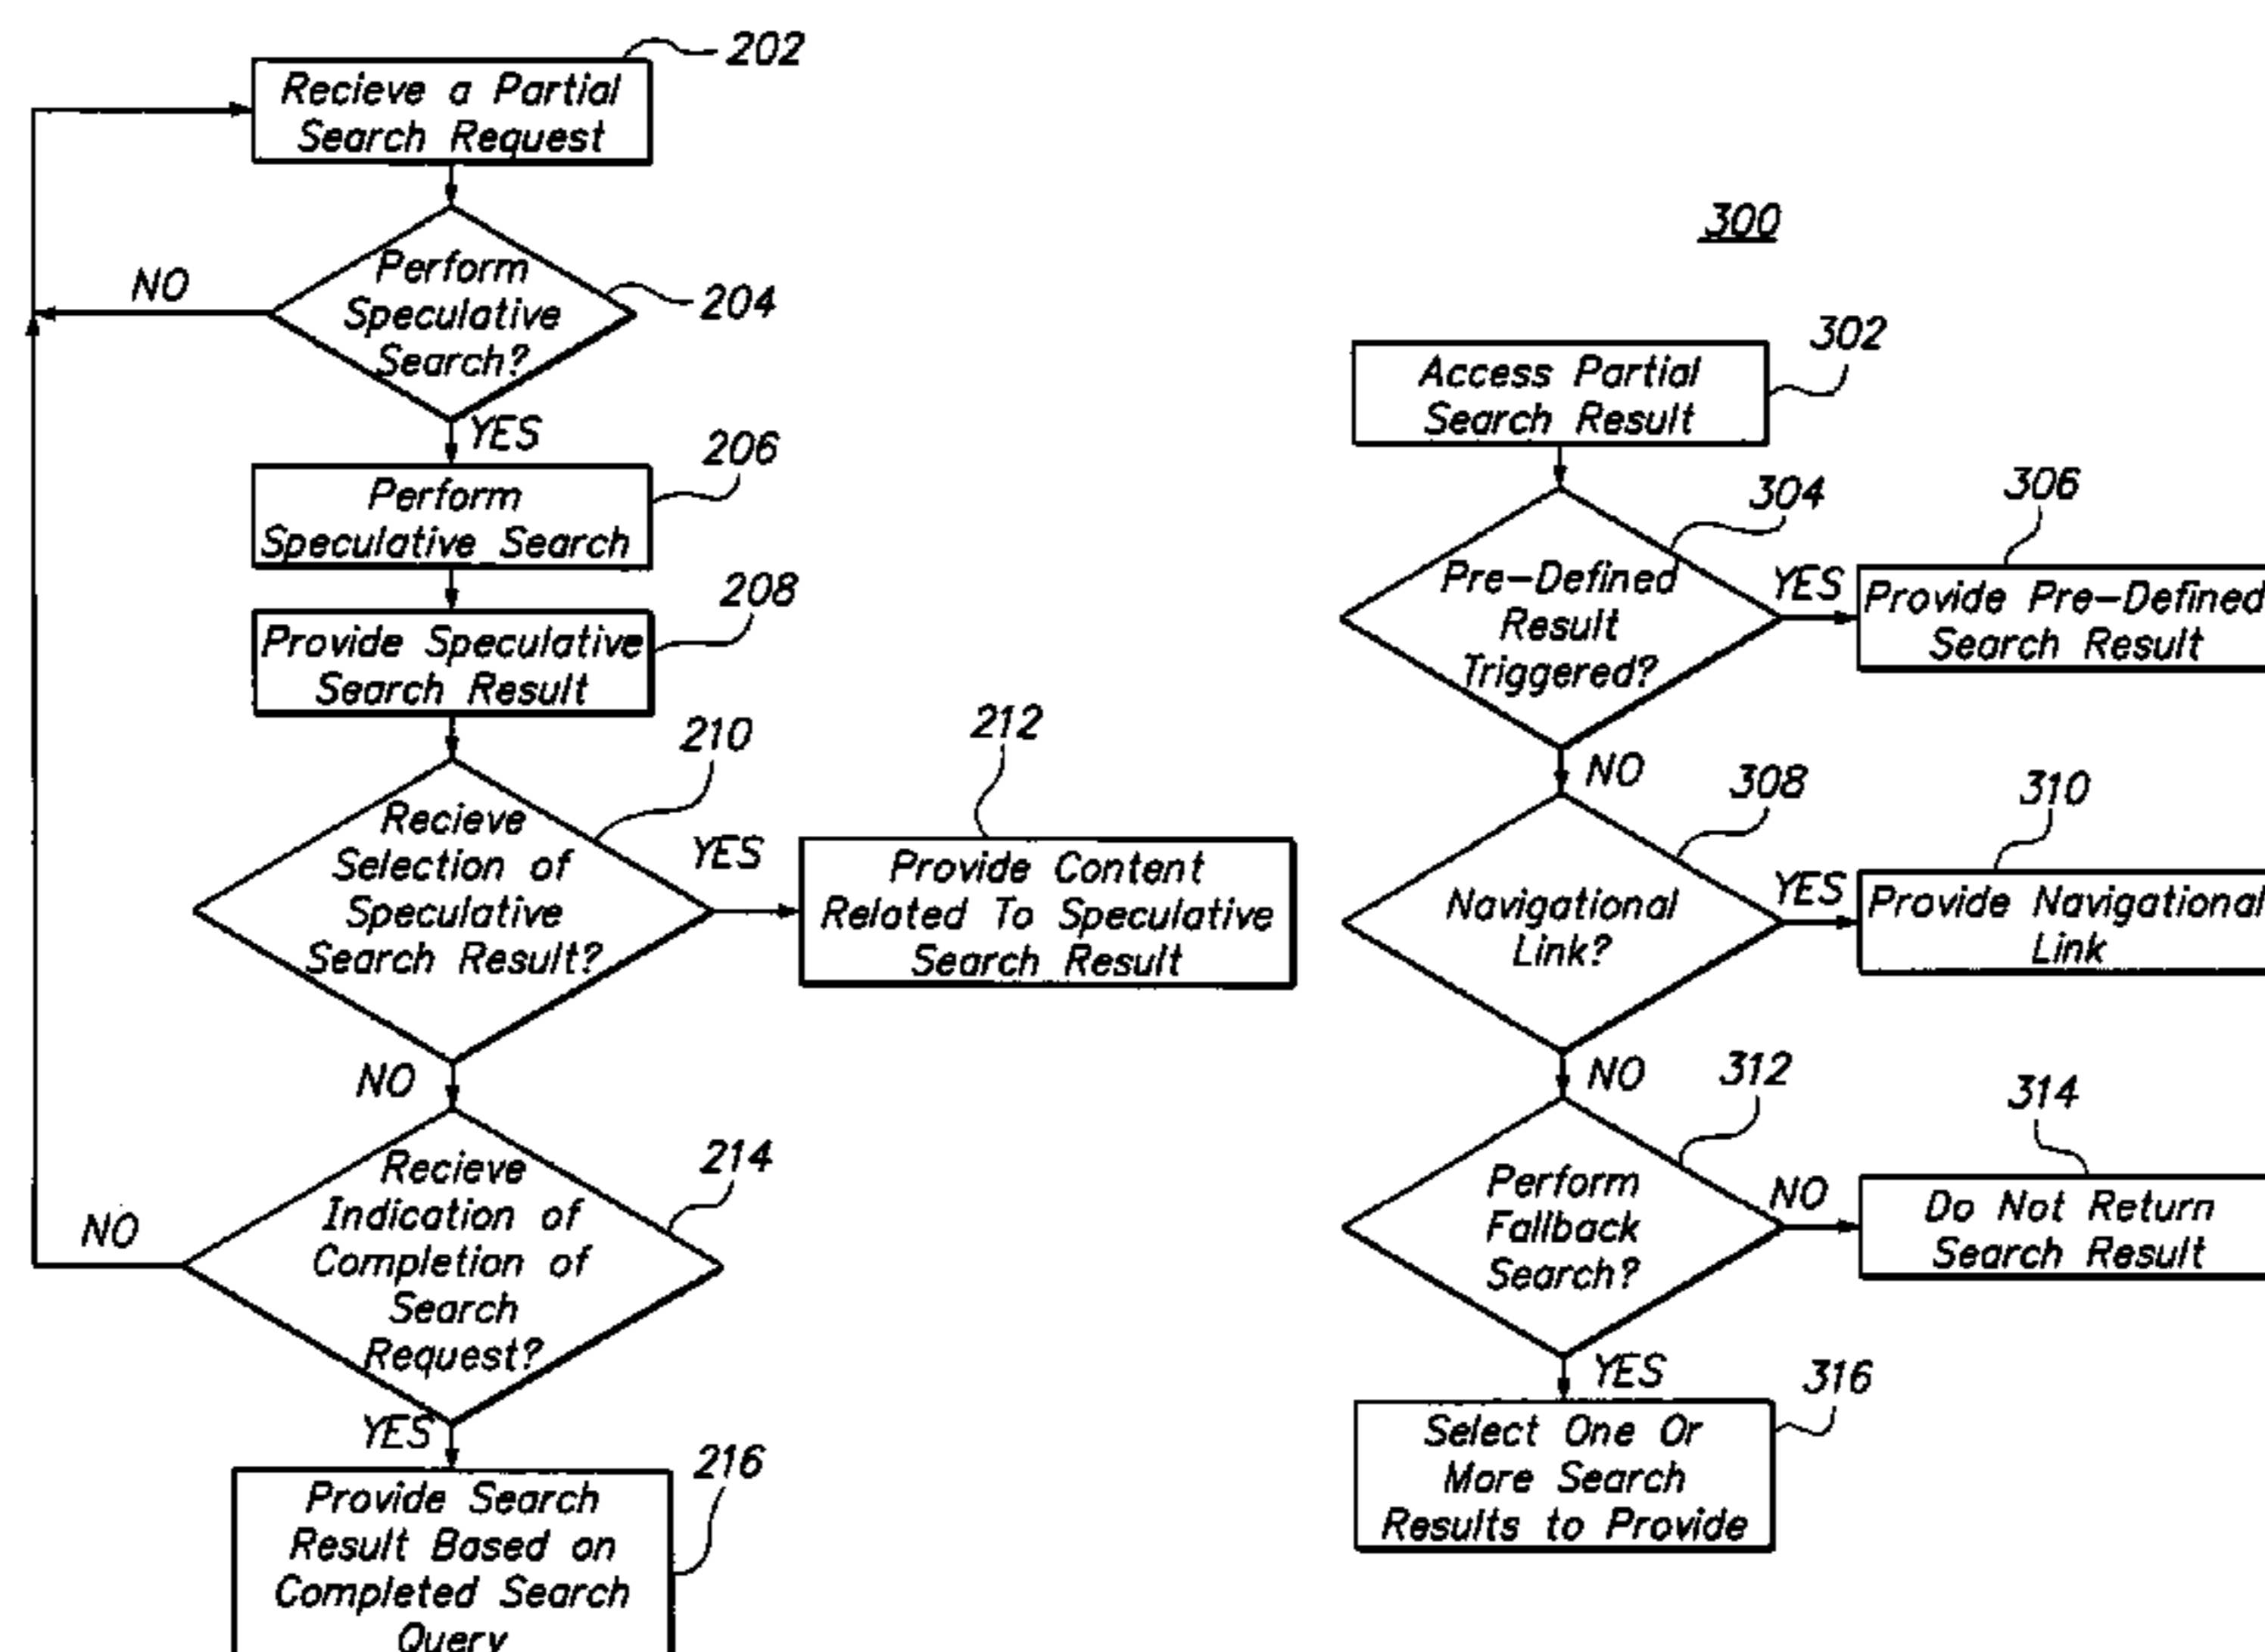 202
Recieve a Partial
Search Request
Perform
Speculative
Search?
204
NO
YES
206
Perform
Speculative Search
208
Provide Speculative
Search Result
210
Recieve
Selection of
Speculative
Search Result?
YES
212
Provide Content
Related To Speculative
Search Result
NO
214
Recieve
Indication of
Completion of
Search
Request?
NO
YES
216
Provide Search
Result Based on
Completed Search
Query
300
302
Access Partial
Search Result
304
Pre-Defined
Result
Triggered?
YES
306
Provide Pre-Defined
Search Result
NO
308
Navigational
Link?
YES
310
Provide Navigational
Link
NO
312
Perform
Fallback
Search?
NO
314
Do Not Return
Search Result
YES
316
Select One Or
More Search
Results to Provide